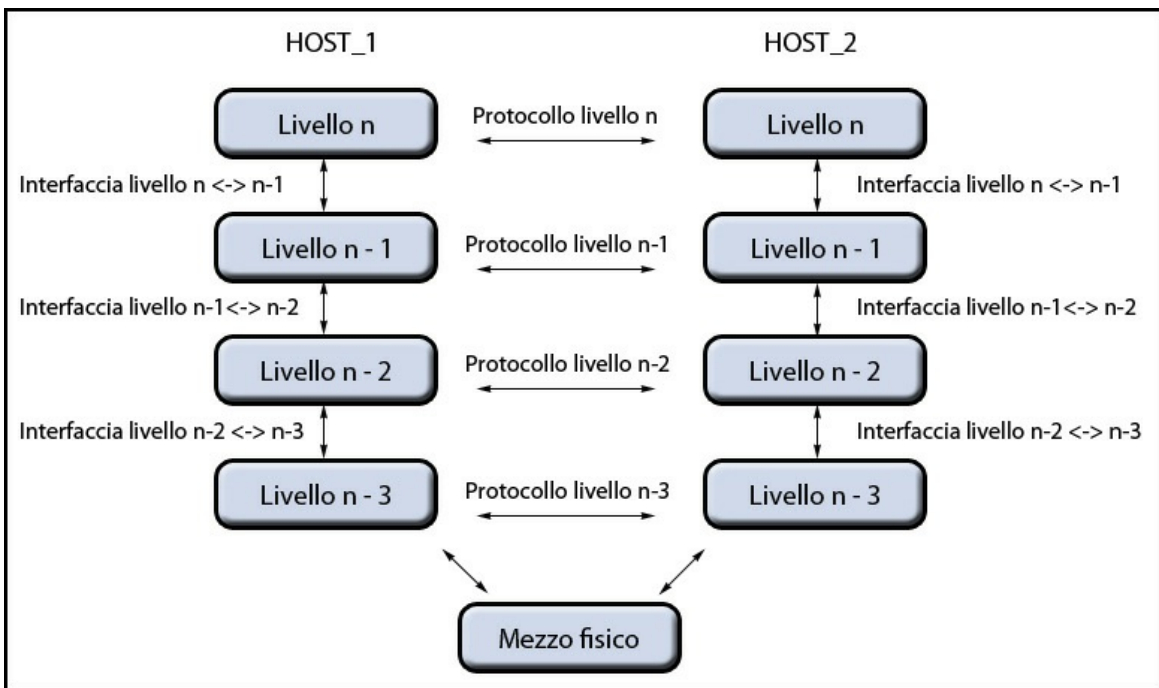 HOST_1
HOST_2
Livello n
Protocollo livello n
Livello n
Interfaccia livello n <-> n-1
Interfaccia livello n <-> n-1
Livello n - 1
Protocollo livello n-1
Livello n - 1
Interfaccia livello n-1<-> n-2
Interfaccia livello n-1<-> n-2
Livello n - 2
Protocollo livello n-2
Livello n - 2
Interfaccia livello n-2 <-> n-3
Interfaccia livello n-2 <-> n-3
Livello n - 3
Protocollo livello n-3
Livello n - 3
Mezzo fisico